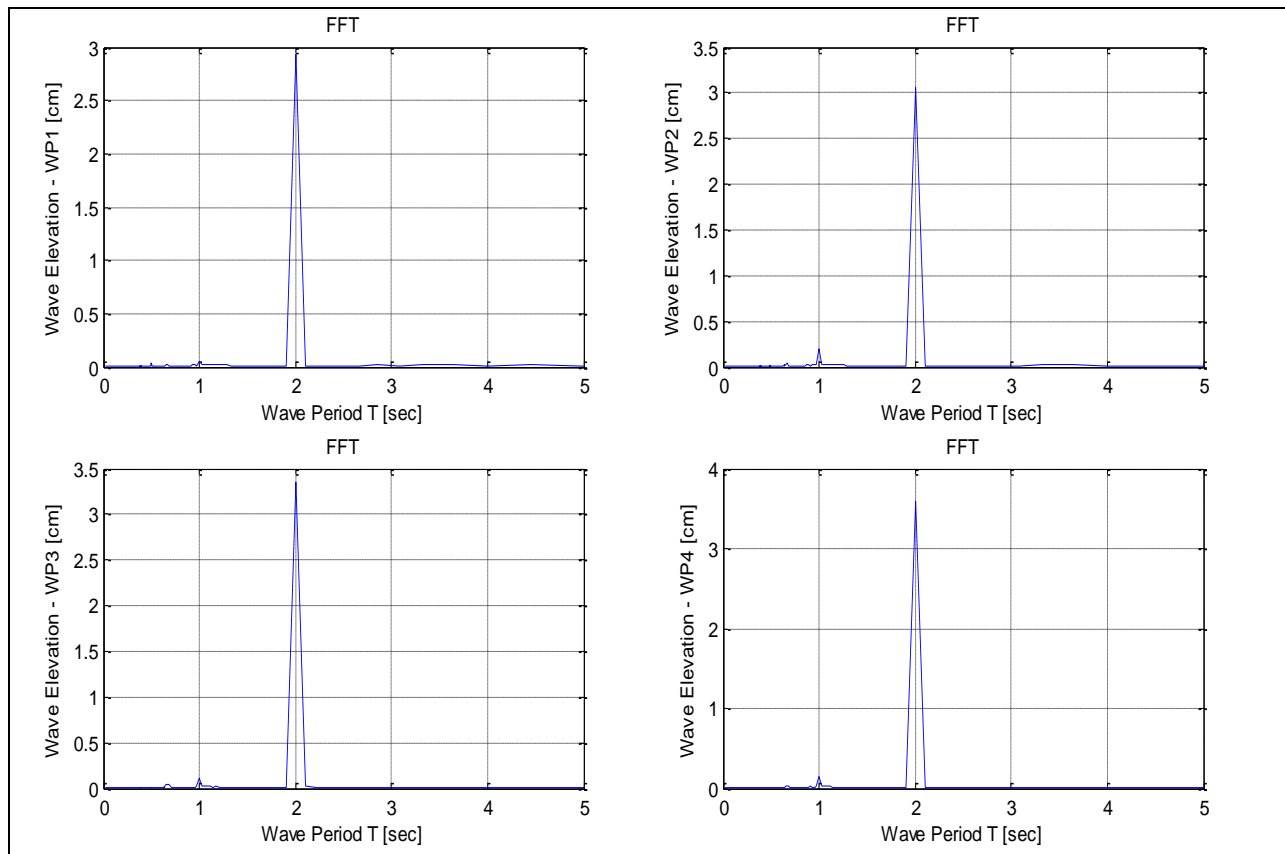 FFT
Wave Elevation - WP1 [cm]
3
2.5
2
1.5
1
0.5
0
0 1 2 3 4 5
Wave Period T [sec]
FFT
Wave Elevation - WP2 [cm]
3.5
3
2.5
2
1.5
1
0.5
0
0 1 2 3 4 5
Wave Period T [sec]
FFT
Wave Elevation - WP3 [cm]
3.5
3
2.5
2
1.5
1
0.5
0
0 1 2 3 4 5
Wave Period T [sec]
FFT
Wave Elevation - WP4 [cm]
4
3
2
1
0
0 1 2 3 4 5
Wave Period T [sec]